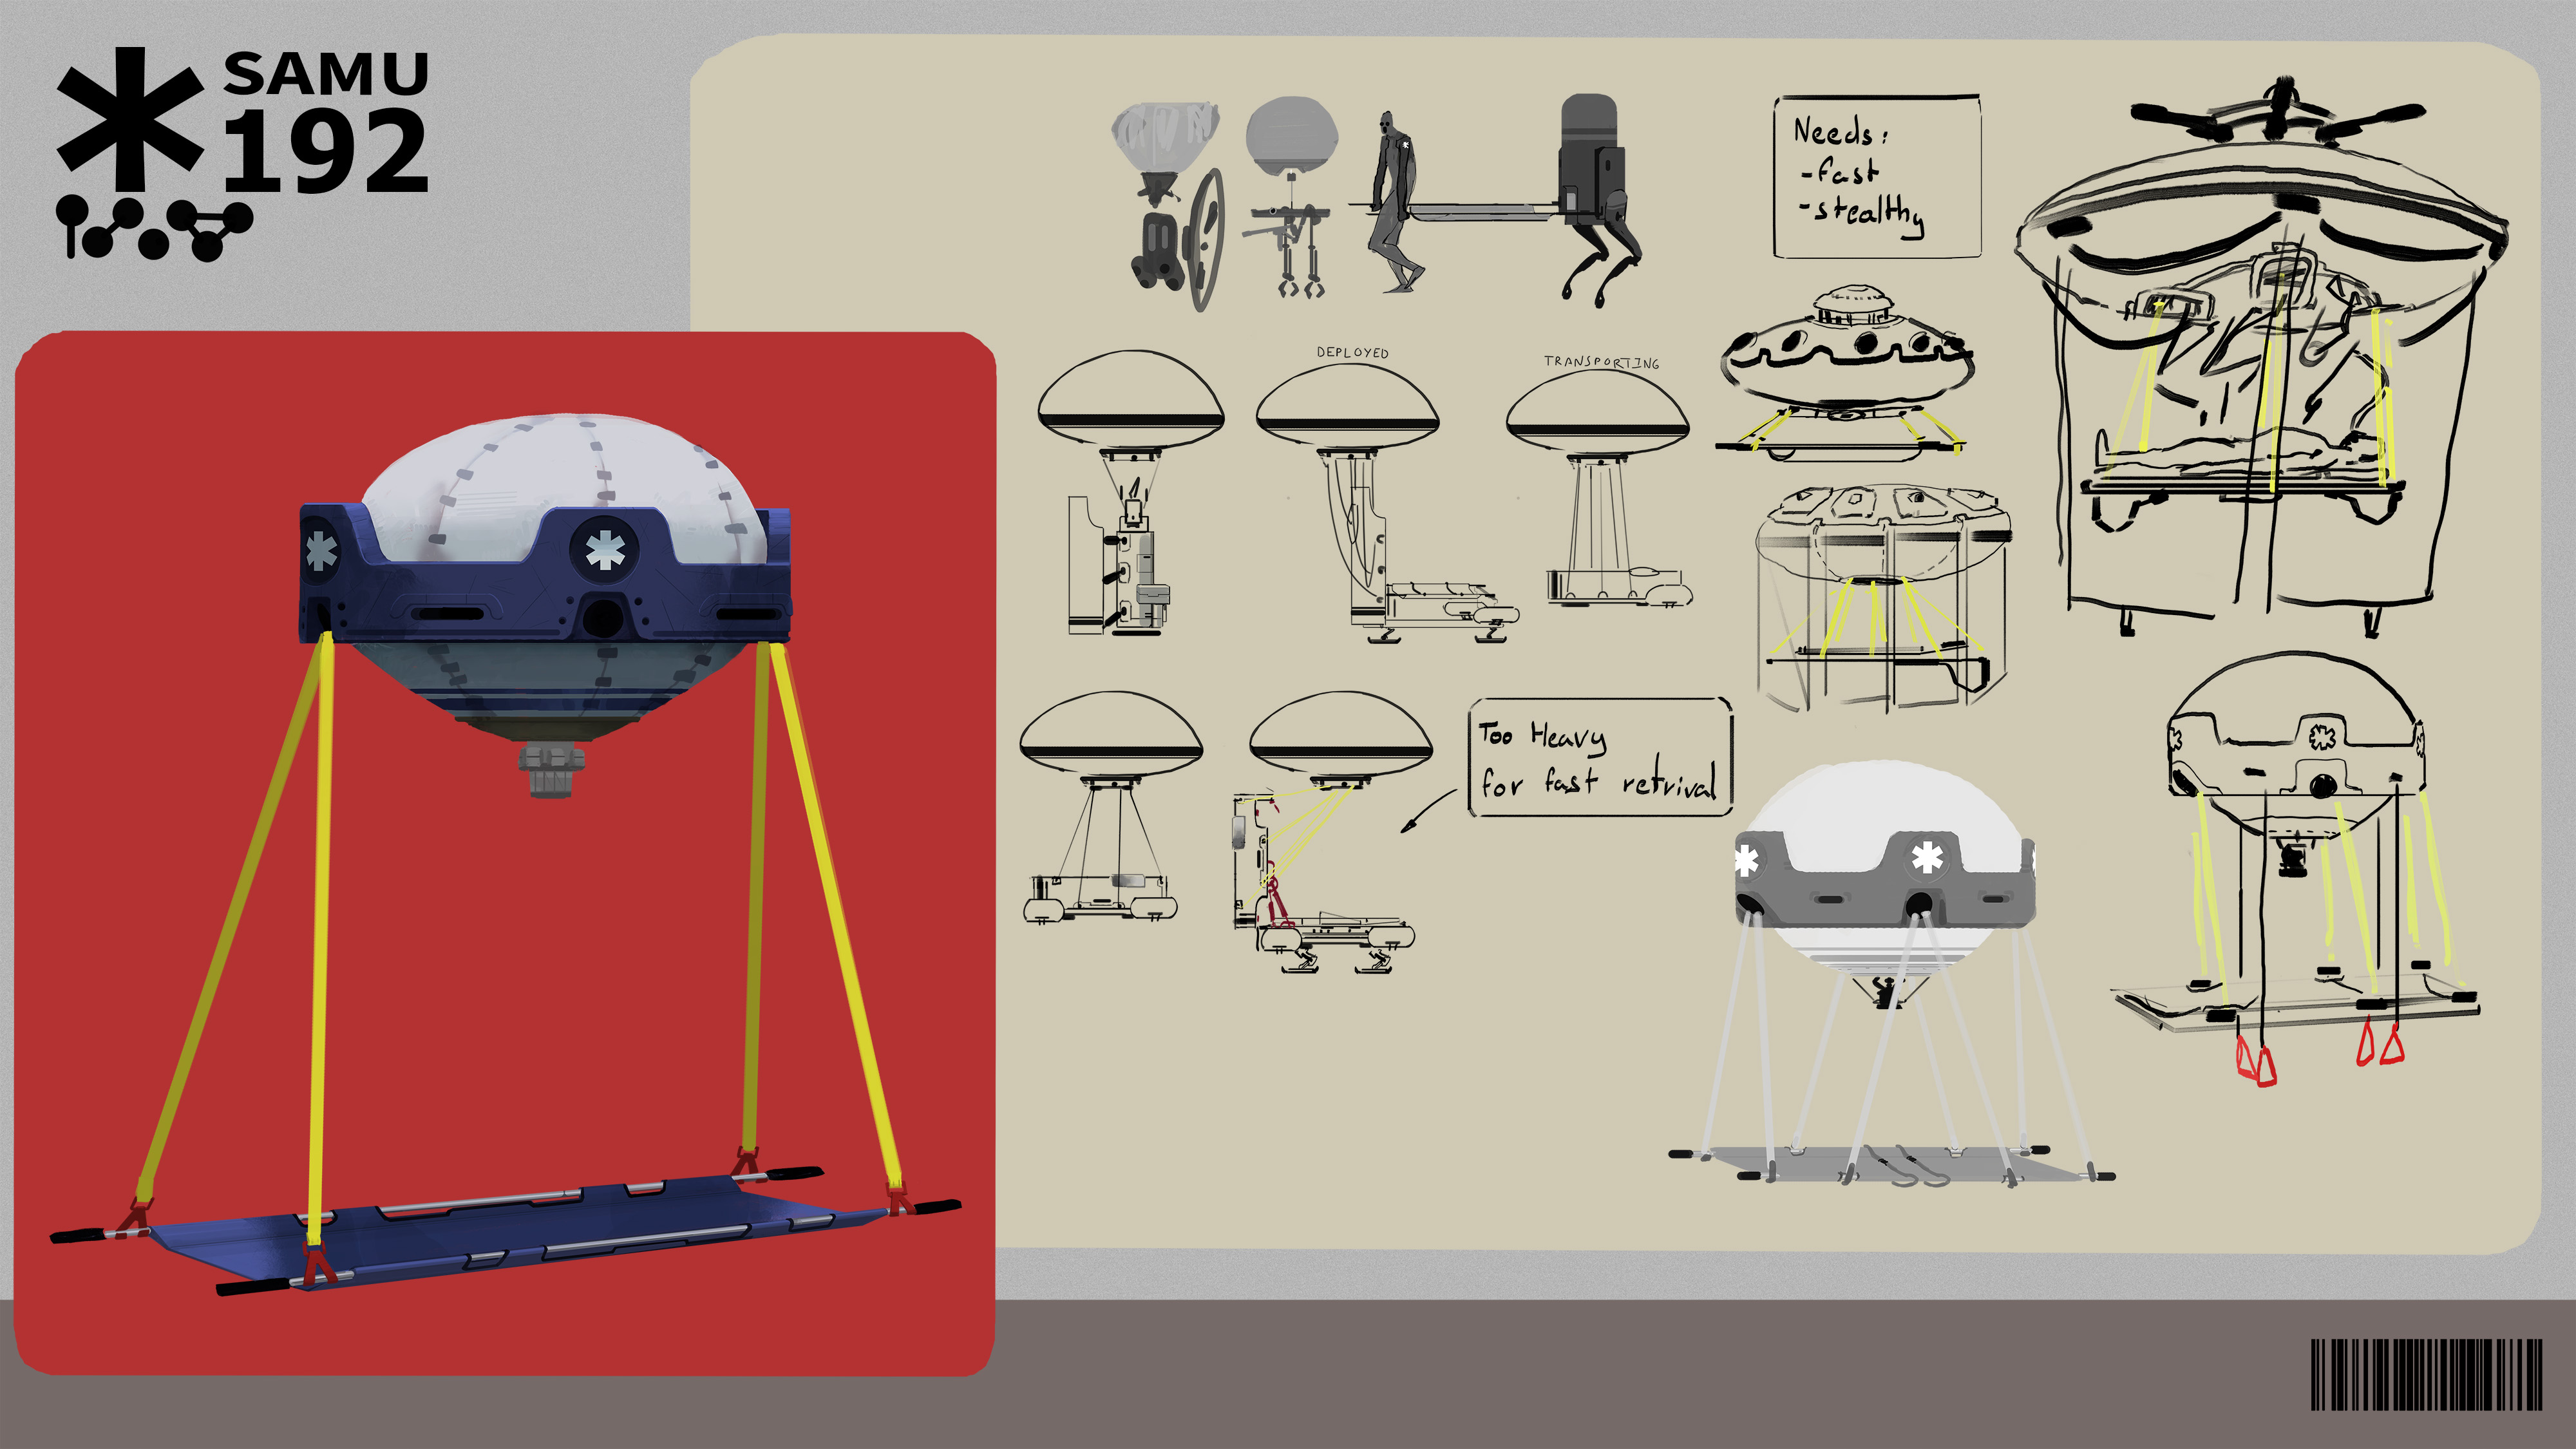 SAMU
192
Needs:
-fast
-stealthy
DEPLOYED
TRANSPORTING
Too Heavy
for fast retrival